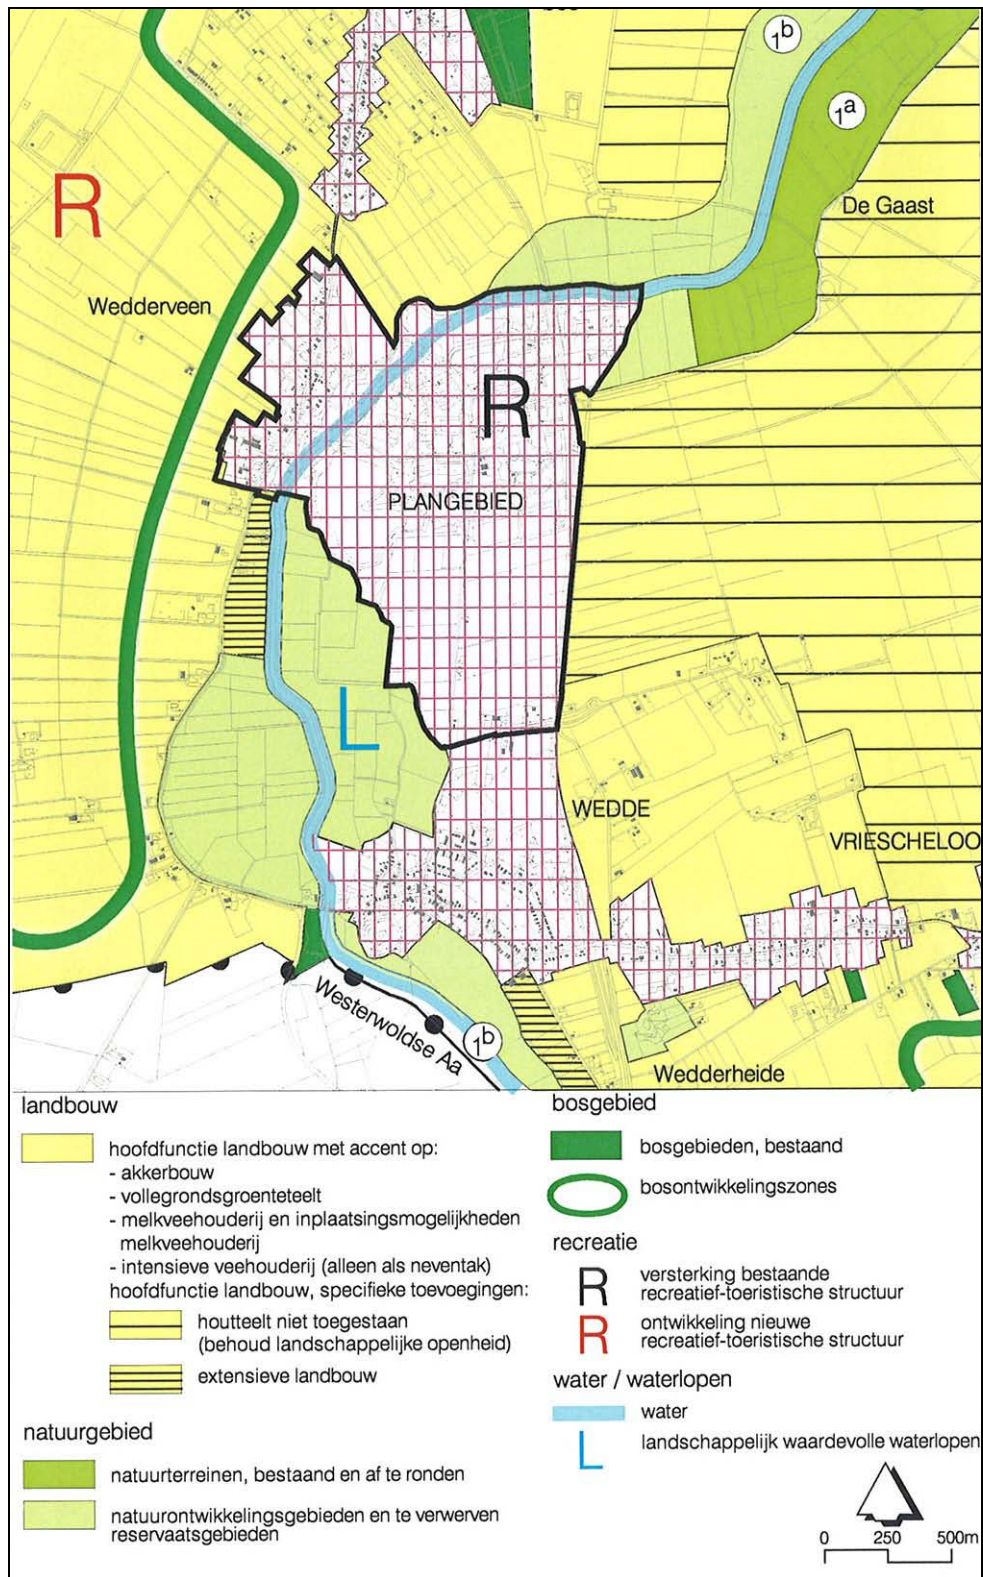 1b
1a
R
De Gaast
Wedderveen
R
PLANGEBIED
L
WEDDE
VRIESCHELOO
Westerwoldse Aa
1b
Wedderheide
landbouw
hoofdfunctie landbouw met accent op:
- akkerbouw
- vollegrondsgroenteteelt
- melkveehouderij en inplaatsingsmogelijkheden
melkveehouderij
- intensieve veehouderij (alleen als neventak)
hoofdfunctie landbouw, specifieke toevoegingen:
houtteelt niet toegestaan
(behoud landschappelijke openheid)
extensieve landbouw
natuurgebied
natuurterreinen, bestaand en af te ronden
natuurontwikkelingsgebieden en te verwerven
reservaatsgebieden
bosgebied
bosgebieden, bestaand
bosontwikkelingszones
recreatie
R versterking bestaande
recreatief-toeristische structuur
R ontwikkeling nieuwe
recreatief-toeristische structuur
water / waterlopen
water
L landschappelijk waardevolle waterlopen
0 250 500m